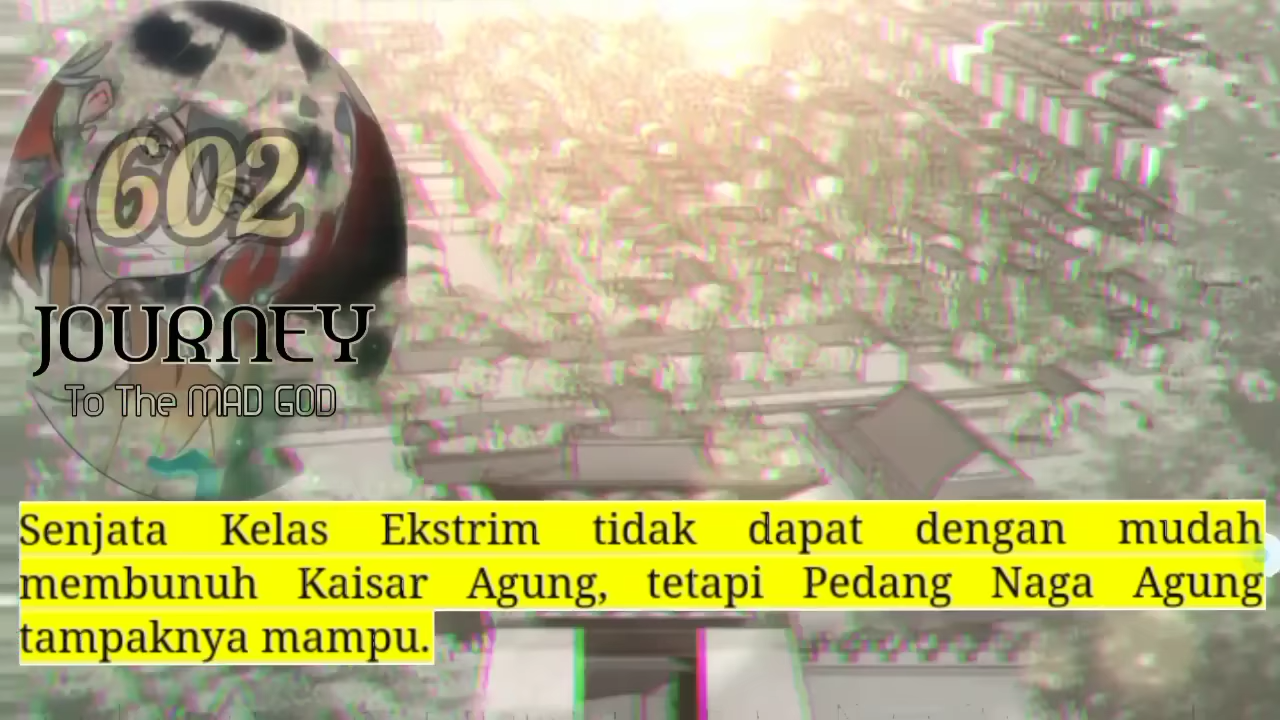 602
JOURNEY
To The MAD GOD
Senjata Kelas Ekstrim tidak dapat dengan mudah
membunuh Kaisar Agung, tetapi Pedang Naga Agung
tampaknya mampu.